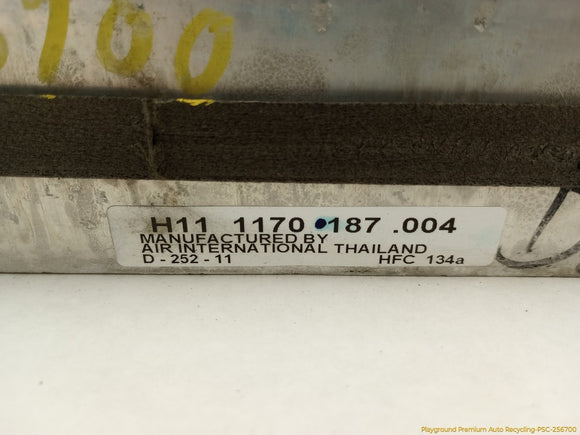 700
H11 1170 187 .004
MANUFACTURED BY
AIR INTERNATIONAL THAILAND
D - 252 - 11 HFC 134a
Playground Premium Auto Recycling-PSC-256700